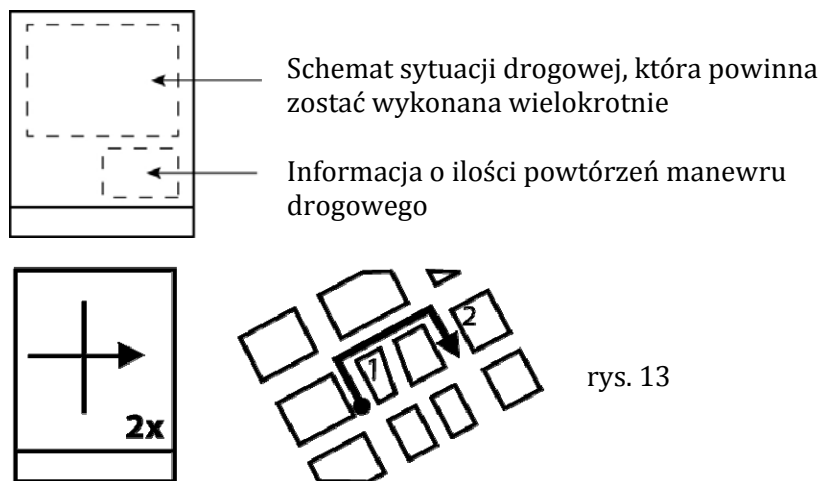 Schemat sytuacji drogowej, która powinna
zostać wykonana wielokrotnie
Informacja o ilości powtórzeń manewru
drogowego
2x
1
2
rys. 13